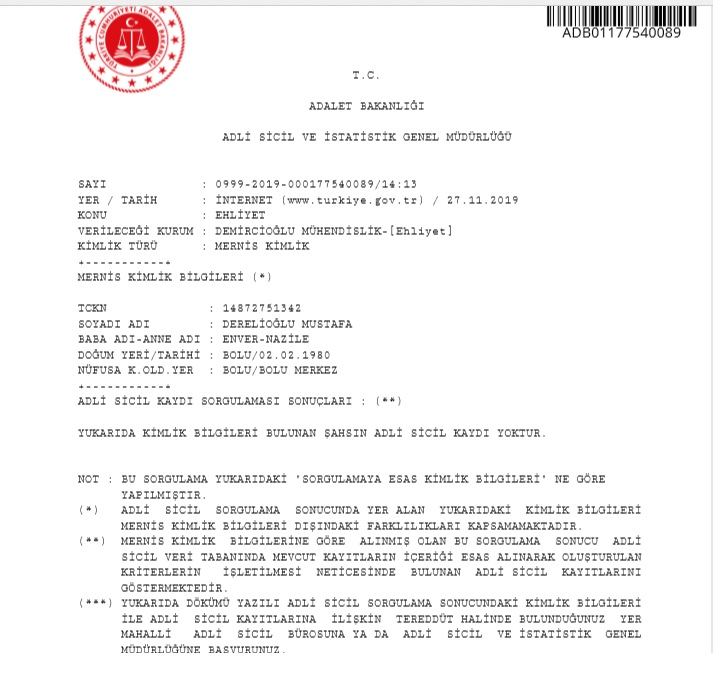 TÜRKİYE CUMHURİYETİ ADALET BAKANLIĞI
ADB01177540089
T.C.
ADALET BAKANLIĞI
ADLİ SİCİL VE İSTATİSTİK GENEL MÜDÜRLÜĞÜ
SAYI : 0999-2019-000177540089/14:13
YER / TARİH : İNTERNET (www.turkiye.gov.tr) / 27.11.2019
KONU : EHLİYET
VERİLECEĞİ KURUM : DEMİRCİOĞLU MÜHENDİSLİK-[Ehliyet]
KİMLİK TÜRÜ : MERNİS KİMLİK
+------------+
MERNİS KİMLİK BİLGİLERİ (*)
TCKN : 14872751342
SOYADI ADI : DERELİOĞLU MUSTAFA
BABA ADI-ANNE ADI : ENVER-NAZİLE
DOĞUM YERİ/TARİHİ : BOLU/02.02.1980
NÜFUSA K.OLD.YER : BOLU/BOLU MERKEZ
+------------+
ADLİ SİCİL KAYDI SORGULAMASI SONUÇLARI : (**)
YUKARIDA KİMLİK BİLGİLERİ BULUNAN ŞAHSIN ADLİ SİCİL KAYDI YOKTUR.
NOT : BU SORGULAMA YUKARIDAKİ 'SORGULAMAYA ESAS KİMLİK BİLGİLERİ' NE GÖRE
YAPILMIŞTIR.
(*) ADLİ SİCİL SORGULAMA SONUCUNDA YER ALAN YUKARIDAKİ KİMLİK BİLGİLERİ
MERNİS KİMLİK BİLGİLERİ DIŞINDAKİ FARKLILIKLARI KAPSAMAMAKTADIR.
(**) MERNİS KİMLİK BİLGİLERİNE GÖRE ALINMIŞ OLAN BU SORGULAMA SONUCU ADLİ
SİCİL VERİ TABANINDA MEVCUT KAYITLARIN İÇERİĞİ ESAS ALINARAK OLUŞTURULAN
KRİTERLERİN İŞLETİLMESİ NETİCESİNDE BULUNAN ADLİ SİCİL KAYITLARINI
GÖSTERMEKTEDİR.
(***) YUKARIDA DÖKÜMÜ YAZILI ADLİ SİCİL SORGULAMA SONUCUNDAKİ KİMLİK BİLGİLERİ
İLE ADLİ SİCİL KAYITLARINA İLİŞKİN TEREDDÜT HALİNDE BULUNDUĞUNUZ YER
MAHALLİ ADLİ SİCİL BÜROSUNA YA DA ADLİ SİCİL VE İSTATİSTİK GENEL
MÜDÜRLÜĞÜNE BAŞVURUNUZ.